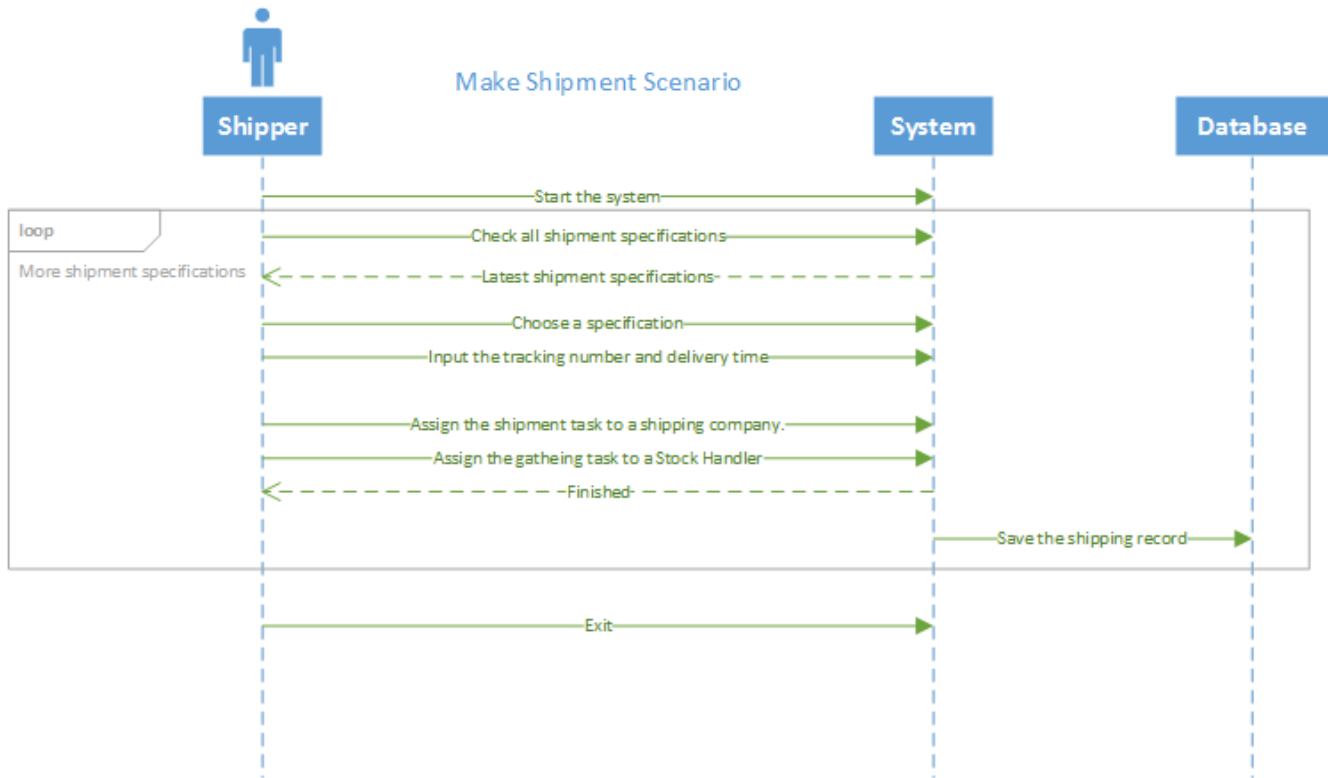 Make Shipment Scenario
Shipper
System
Database
Start the system
loop
Check all shipment specifications
More shipment specifications
Latest shipment specifications
Choose a specification
Input the tracking number and delivery time
Assign the shipment task to a shipping company.
Assign the gatheing task to a Stock Handler
Finished
Save the shipping record
Exit